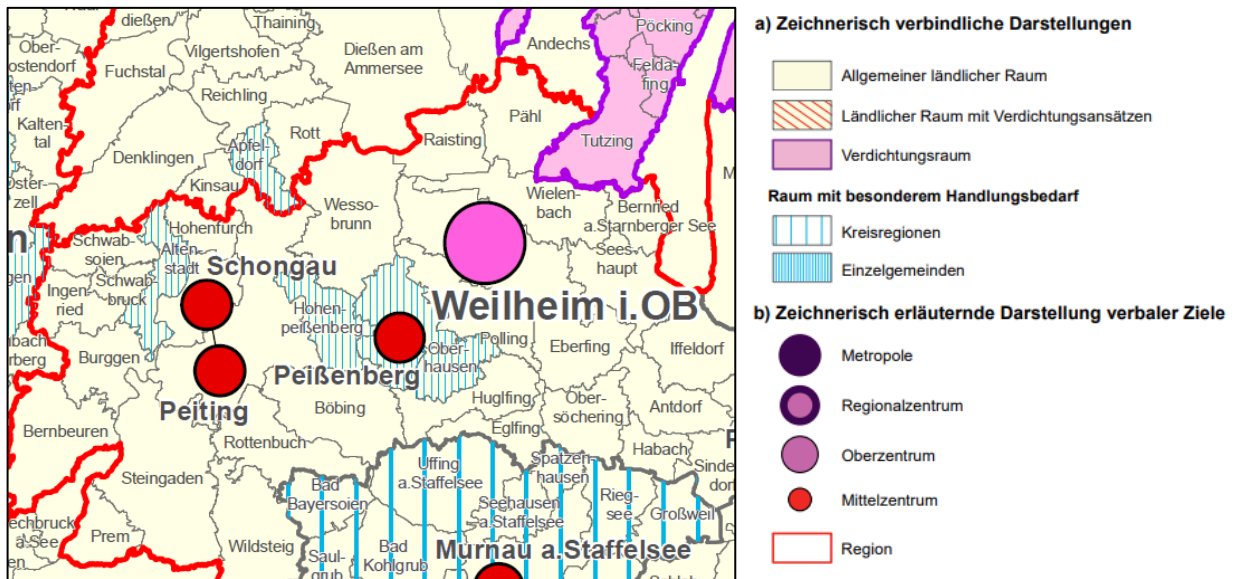 dießen
Thaining
Pöcking
Ober-
ostendorf
Vilgertshofen
Dießen am
Ammersee
Andechs
Felda-
fing
Fuchstal
Reichling
Kalten-
tal
Rott
Pähl
Raisting
Tutzing
Denklingen
Apfel-
dorf
Oster-
zell
Kinsau
Wesso-
brunn
Wielen-
bach
Bernried
a.Starnberger See
Hohenfurch
Schwab-
soien
Alten-
stadt
Sees-
haupt
Schongau
Schwab-
bruck
Ingen-
ried
Hohen-
peißenberg
Weilheim i.OB
Polling
Eberfing
Iffeldorf
Burggen
Ober-
hausen
Peißenberg
Peiting
Böbing
Huglfing
Ober-
söchering
Antdorf
Bernbeuren
Eglfing
Rottenbuch
Habach
Steingaden
Uffing
a.Staffelsee
Spatzen-
hausen
Sindels-
dorf
Bad
Bayersoien
Seehausen
a.Staffelsee
Rieg-
see
Großweil
Prem
Wildsteig
Saul-
grub
Bad
Kohlgrub
Murnau a.Staffelsee
a) Zeichnerisch verbindliche Darstellungen
Allgemeiner ländlicher Raum
Ländlicher Raum mit Verdichtungsansätzen
Verdichtungsraum
Raum mit besonderem Handlungsbedarf
Kreisregionen
Einzelgemeinden
b) Zeichnerisch erläuternde Darstellung verbaler Ziele
Metropole
Regionalzentrum
Oberzentrum
Mittelzentrum
Region